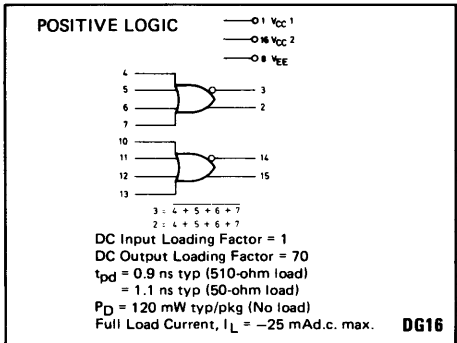 POSITIVE LOGIC
1 VCC 1
16 VCC 2
8 VEE
4
5
6
7
3
2
10
11
12
13
14
15
3 = 4 + 5 + 6 + 7
2 = 4 + 5 + 6 + 7
DC Input Loading Factor = 1
DC Output Loading Factor = 70
tpd = 0.9 ns typ (510-ohm load)
= 1.1 ns typ (50-ohm load)
PD = 120 mW typ/pkg (No load)
Full Load Current, IL = −25 mAd.c. max.
DG16